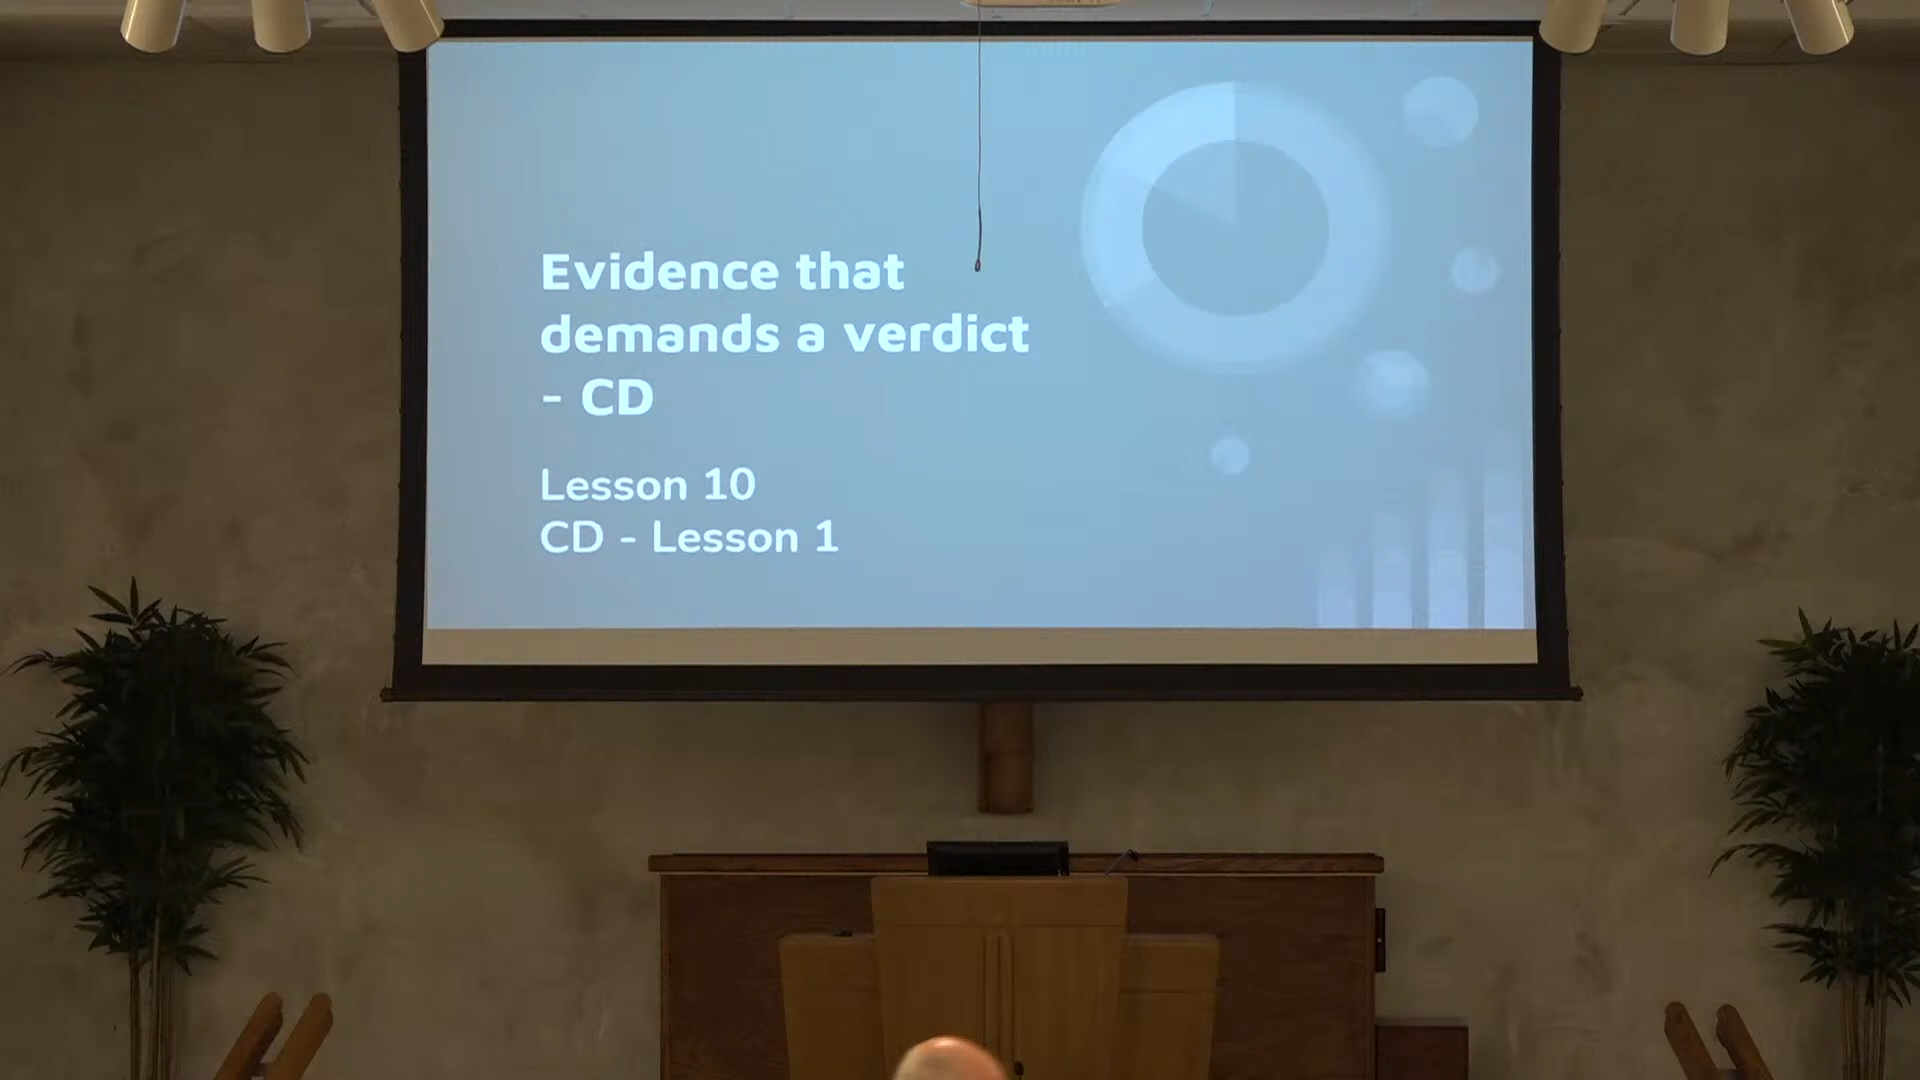 Evidence that
demands a verdict
- CD
Lesson 10
CD - Lesson 1